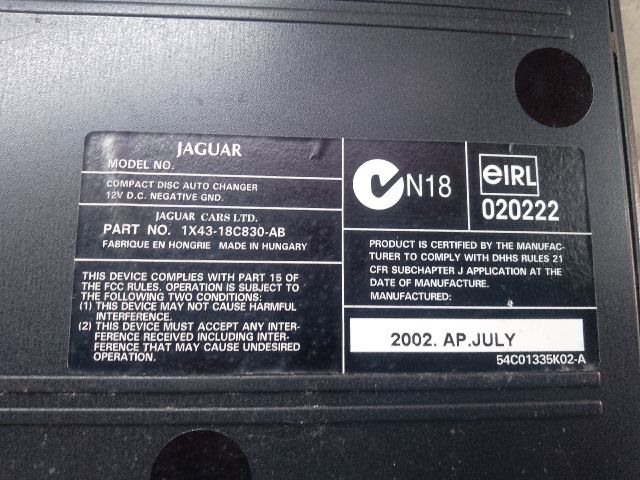 JAGUAR
MODEL NO.
COMPACT DISC AUTO CHANGER
12V D.C. NEGATIVE GND.
JAGUAR CARS LTD.
PART NO. 1X43-18C830-AB
FABRIQUE EN HONGRIE MADE IN HUNGARY
THIS DEVICE COMPLIES WITH PART 15 OF
THE FCC RULES. OPERATION IS SUBJECT TO
THE FOLLOWING TWO CONDITIONS:
(1) THIS DEVICE MAY NOT CAUSE HARMFUL
INTERFERENCE.
(2) THIS DEVICE MUST ACCEPT ANY INTER-
FERENCE RECEIVED INCLUDING INTER-
FERENCE THAT MAY CAUSE UNDESIRED
OPERATION.
N18
eIRL
020222
PRODUCT IS CERTIFIED BY THE MANUFAC-
TURER TO COMPLY WITH DHHS RULES 21
CFR SUBCHAPTER J APPLICATION AT THE
DATE OF MANUFACTURE.
MANUFACTURED:
2002. AP.JULY
54C01335K02-A